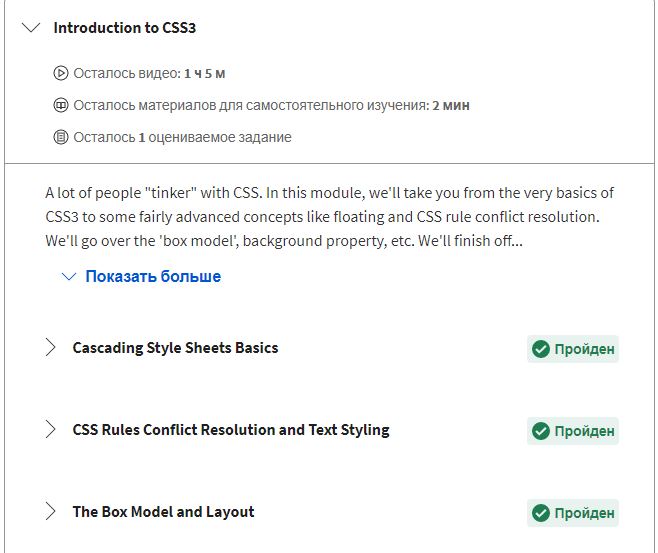 Introduction to CSS3
Осталось видео: 1 ч 5 м
Осталось материалов для самостоятельного изучения: 2 мин
Осталось 1 оцениваемое задание
A lot of people "tinker" with CSS. In this module, we'll take you from the very basics of
CSS3 to some fairly advanced concepts like floating and CSS rule conflict resolution.
We'll go over the 'box model', background property, etc. We'll finish off...
Показать больше
Cascading Style Sheets Basics
Пройден
CSS Rules Conflict Resolution and Text Styling
Пройден
The Box Model and Layout
Пройден